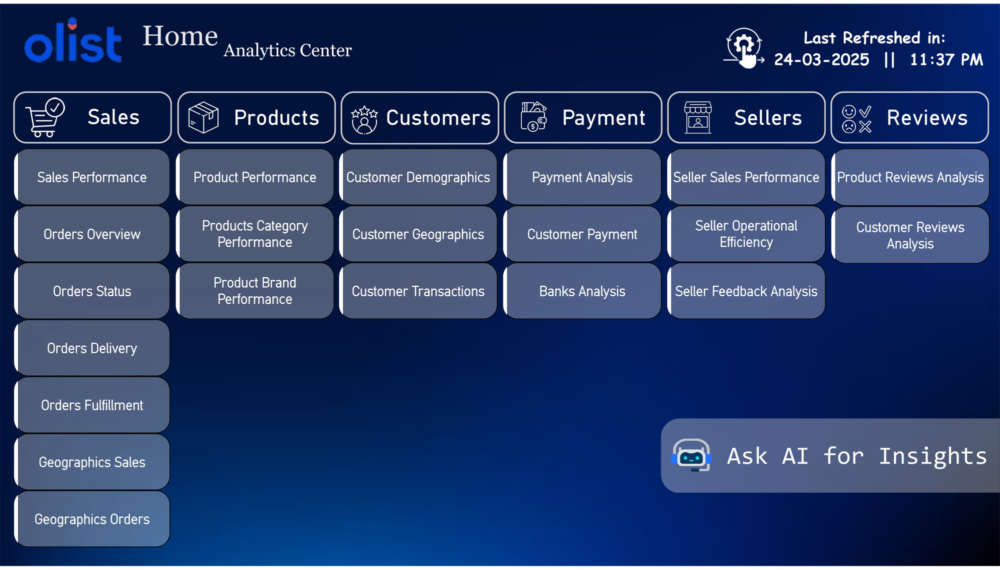 olist
Home
Analytics Center
Last Refreshed in:
24-03-2025 || 11:37 PM
Sales
Products
Customers
Payment
Sellers
Reviews
Sales Performance
Orders Overview
Orders Status
Orders Delivery
Orders Fulfillment
Geographics Sales
Geographics Orders
Product Performance
Products Category
Performance
Product Brand
Performance
Customer Demographics
Customer Geographics
Customer Transactions
Payment Analysis
Customer Payment
Banks Analysis
Seller Sales Performance
Seller Operational
Efficiency
Seller Feedback Analysis
Product Reviews Analysis
Customer Reviews
Analysis
Ask AI for Insights